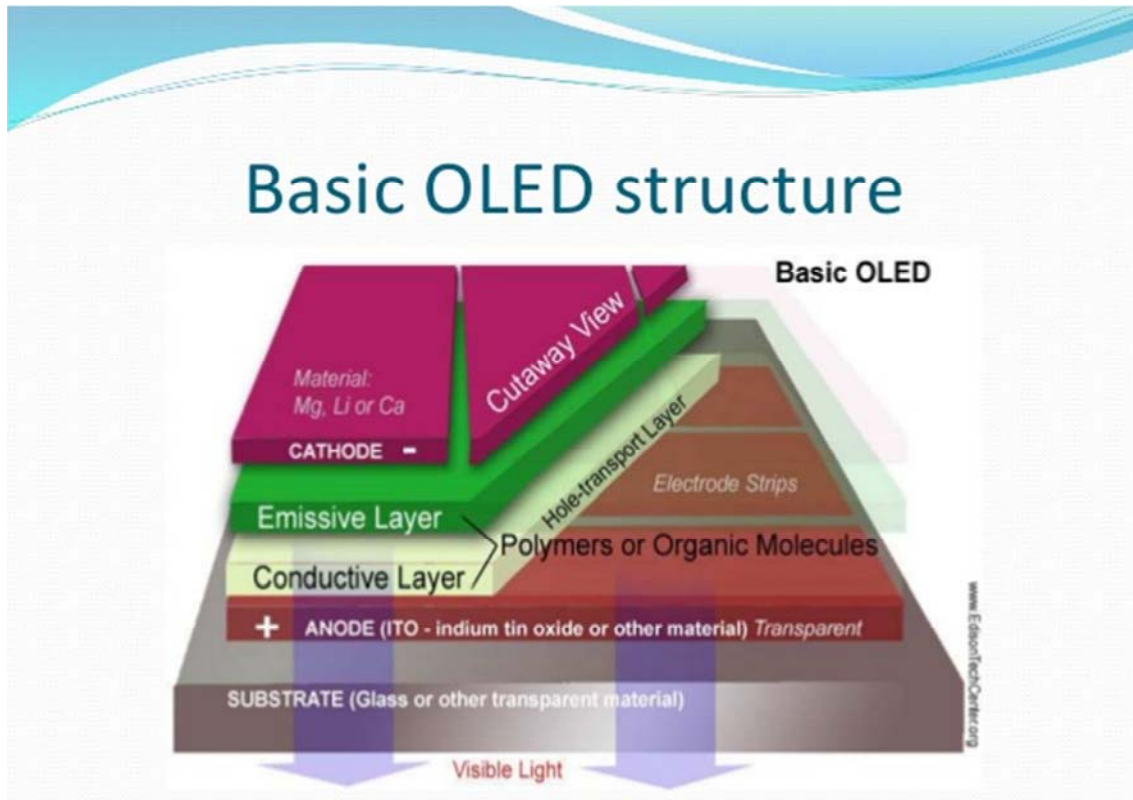 Basic OLED structure
Basic OLED
Material:
Mg, Li or Ca
CATHODE -
Cutaway View
Emissive Layer
Hole-transport Layer
Electrode Strips
Polymers or Organic Molecules
Conductive Layer
+ ANODE (ITO - indium tin oxide or other material) Transparent
SUBSTRATE (Glass or other transparent material)
Visible Light
www.EdisonTechCenter.org